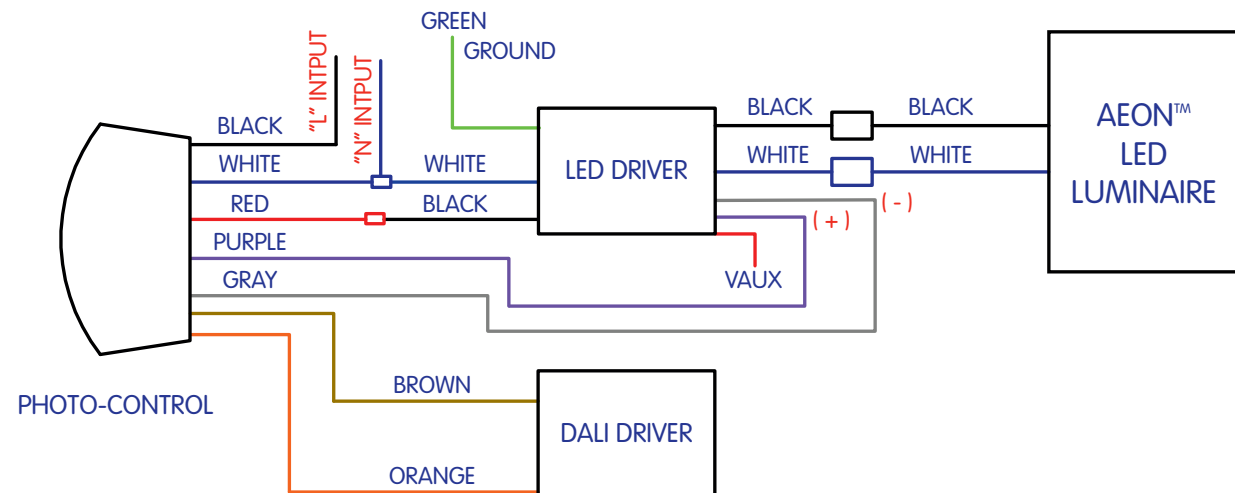 GREEN
GROUND
"L" INTPUT
"N" INTPUT
BLACK
WHITE
RED
PURPLE
GRAY
WHITE
BLACK
LED DRIVER
BLACK
BLACK
WHITE
WHITE
( + )
( - )
VAUX
AEON™
LED
LUMINAIRE
PHOTO-CONTROL
BROWN
ORANGE
DALI DRIVER